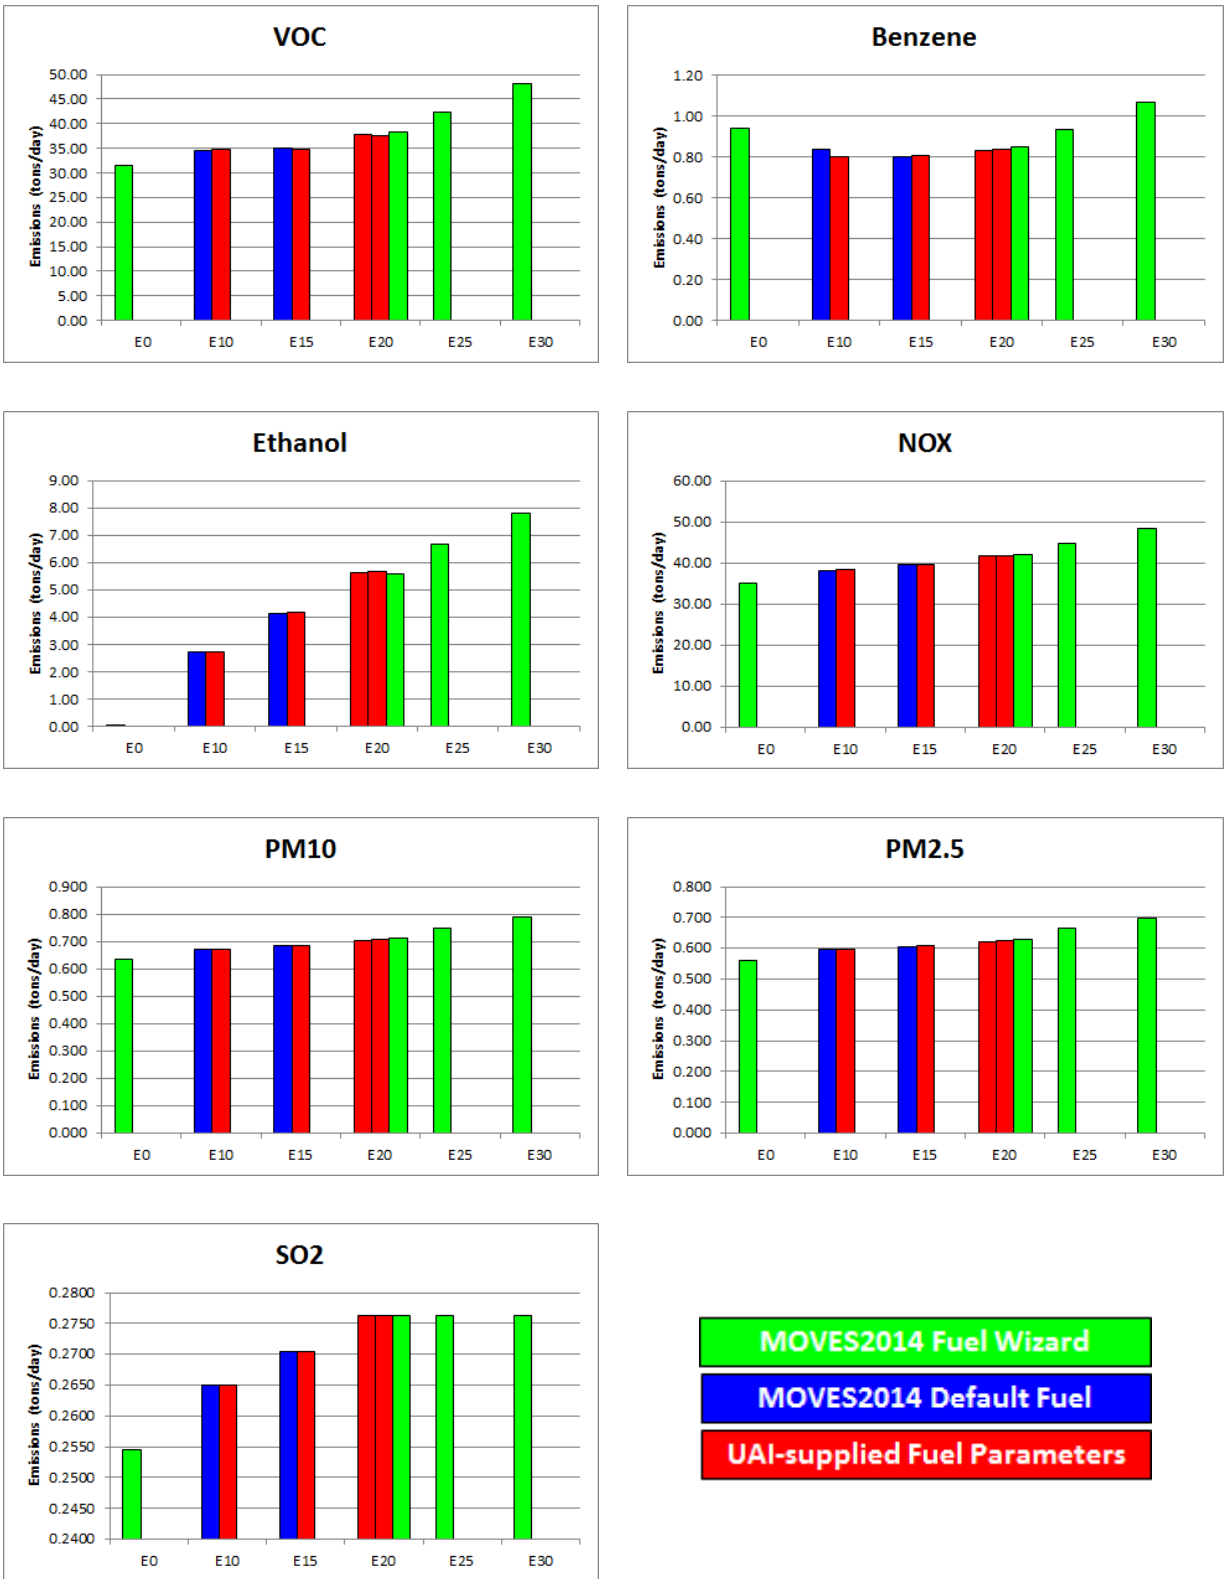 VOC
50.00
45.00
40.00
35.00
30.00
25.00
20.00
15.00
10.00
5.00
0.00
Emissions (tons/day)
E0 E10 E15 E20 E25 E30
Benzene
1.20
1.00
0.80
0.60
0.40
0.20
0.00
Emissions (tons/day)
E0 E10 E15 E20 E25 E30
Ethanol
9.00
8.00
7.00
6.00
5.00
4.00
3.00
2.00
1.00
0.00
Emissions (tons/day)
E0 E10 E15 E20 E25 E30
NOX
60.00
50.00
40.00
30.00
20.00
10.00
0.00
Emissions (tons/day)
E0 E10 E15 E20 E25 E30
PM10
0.900
0.800
0.700
0.600
0.500
0.400
0.300
0.200
0.100
0.000
Emissions (tons/day)
E0 E10 E15 E20 E25 E30
PM2.5
0.800
0.700
0.600
0.500
0.400
0.300
0.200
0.100
0.000
Emissions (tons/day)
E0 E10 E15 E20 E25 E30
SO2
0.2800
0.2750
0.2700
0.2650
0.2600
0.2550
0.2500
0.2450
0.2400
Emissions (tons/day)
E0 E10 E15 E20 E25 E30
MOVES2014 Fuel Wizard
MOVES2014 Default Fuel
UAI-supplied Fuel Parameters